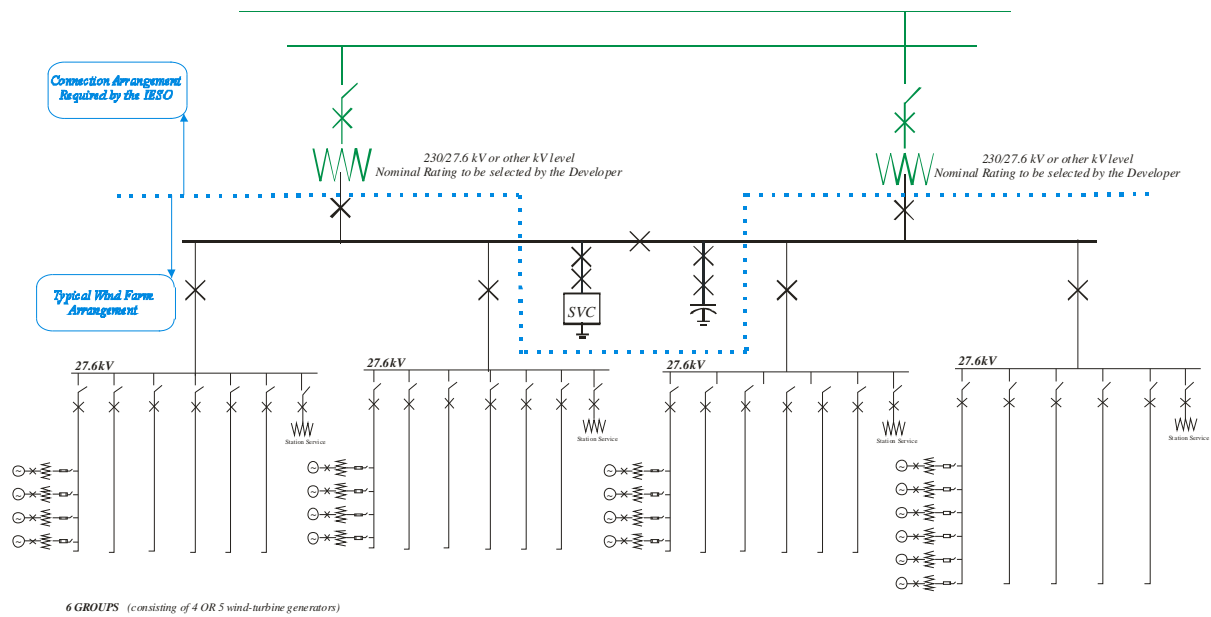 Connection Arrangement
Required by the IESO
230/27.6 kV or other kV level
Nominal Rating to be selected by the Developer
230/27.6 kV or other kV level
Nominal Rating to be selected by the Developer
Typical Wind Farm
Arrangement
SVC
27.6kV
27.6kV
27.6kV
27.6kV
Station Service
Station Service
Station Service
Station Service
6 GROUPS (consisting of 4 OR 5 wind-turbine generators)